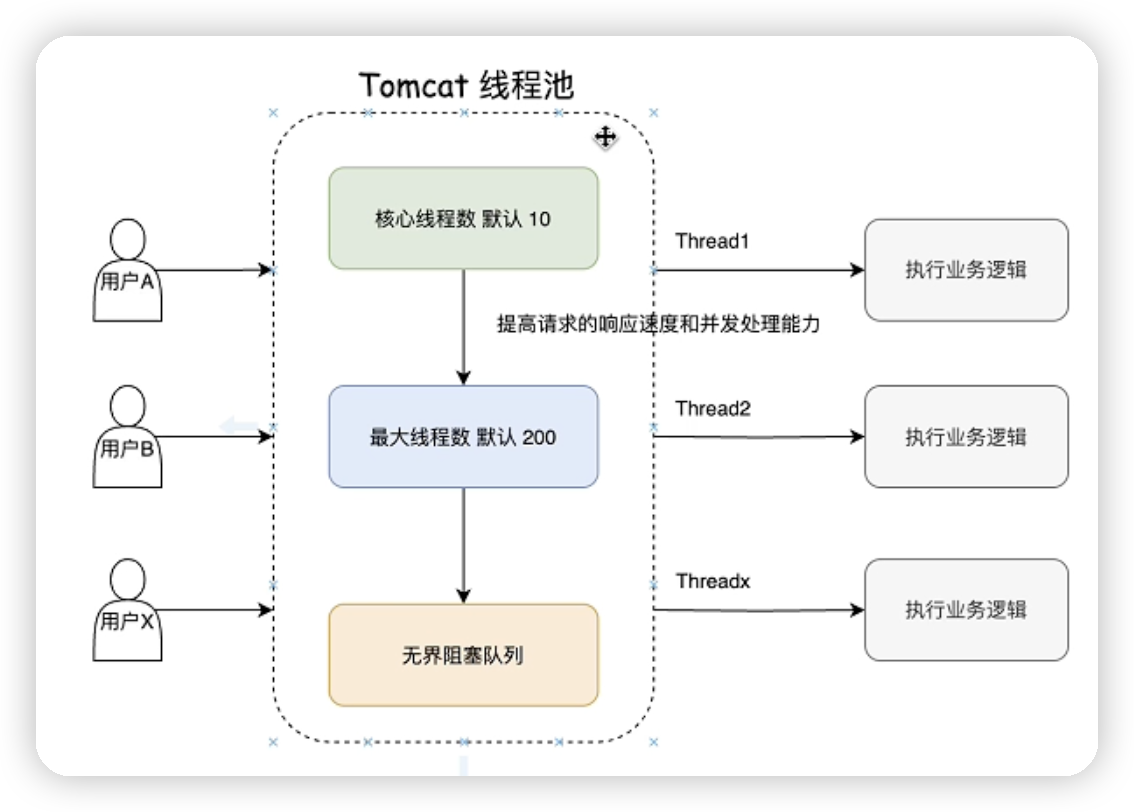 Tomcat 线程池
核心线程数 默认 10
用户A
Thread1
执行业务逻辑
提高请求的响应速度和并发处理能力
用户B
最大线程数 默认 200
Thread2
执行业务逻辑
用户X
Threadx
执行业务逻辑
无界阻塞队列